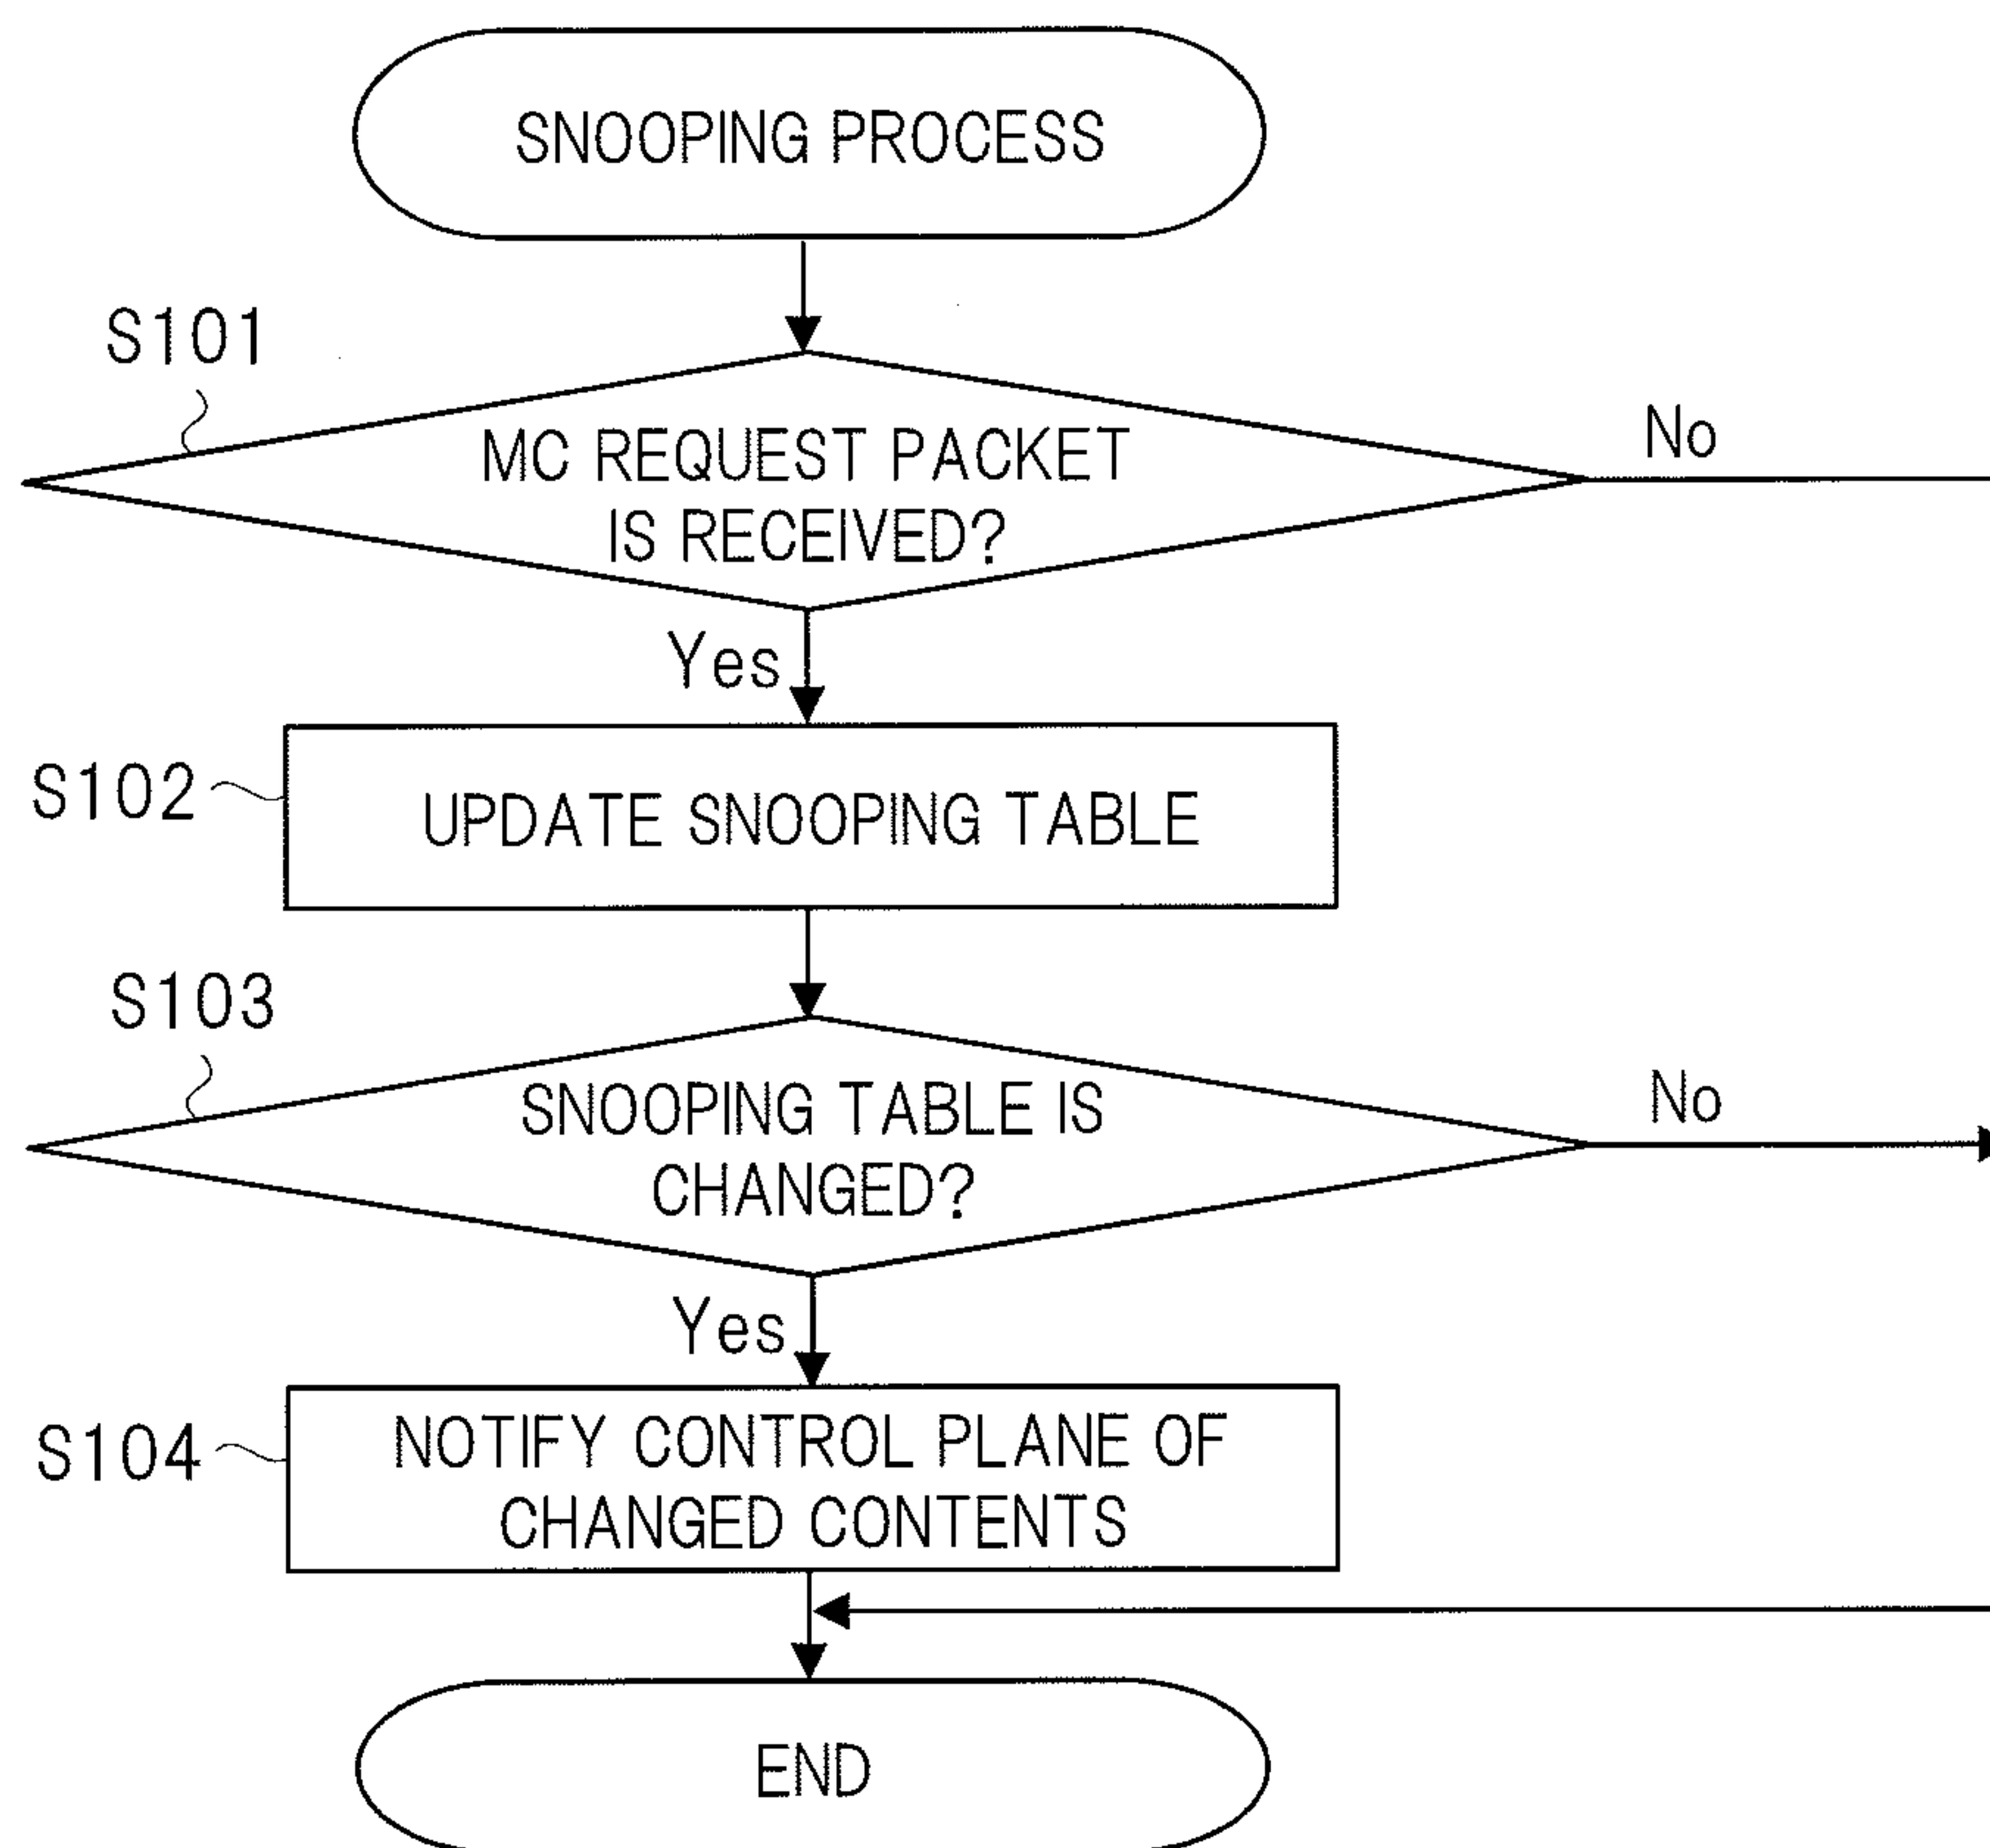 SNOOPING PROCESS
S101
MC REQUEST PACKET
IS RECEIVED?
No
Yes
S102
UPDATE SNOOPING TABLE
S103
SNOOPING TABLE IS
CHANGED?
No
Yes
S104
NOTIFY CONTROL PLANE OF
CHANGED CONTENTS
END